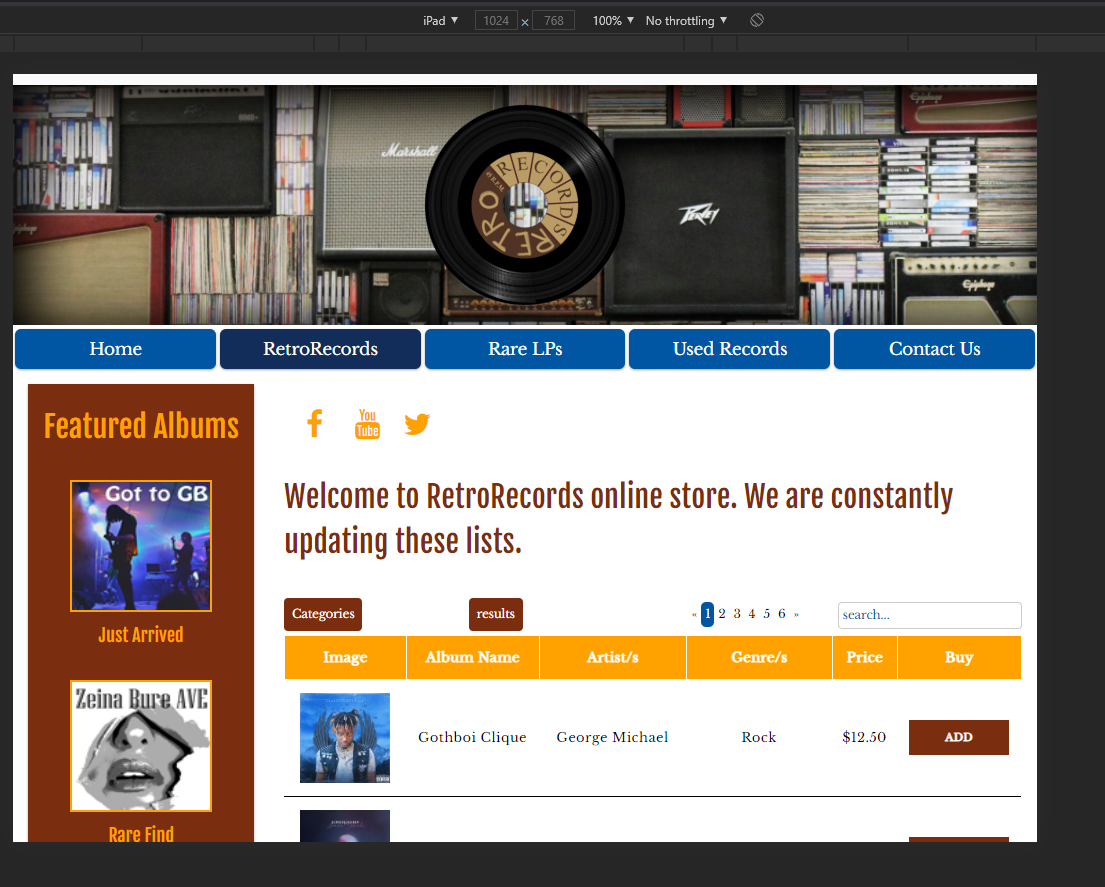 iPad ▼ 1024 × 768 100% ▼ No throttling ▼
Marshall
Epiphone
PEAVEY
Epiphone
RETRO RECORDS
Home RetroRecords Rare LPs Used Records Contact Us
Featured Albums
Got to GB
Just Arrived
Zeina Bure AVE
Rare Find
Welcome to RetroRecords online store. We are constantly
updating these lists.
Categories results « 1 2 3 4 5 6 » search...
Image Album Name Artist/s Genre/s Price Buy
Gothboi Clique George Michael Rock $12.50 ADD